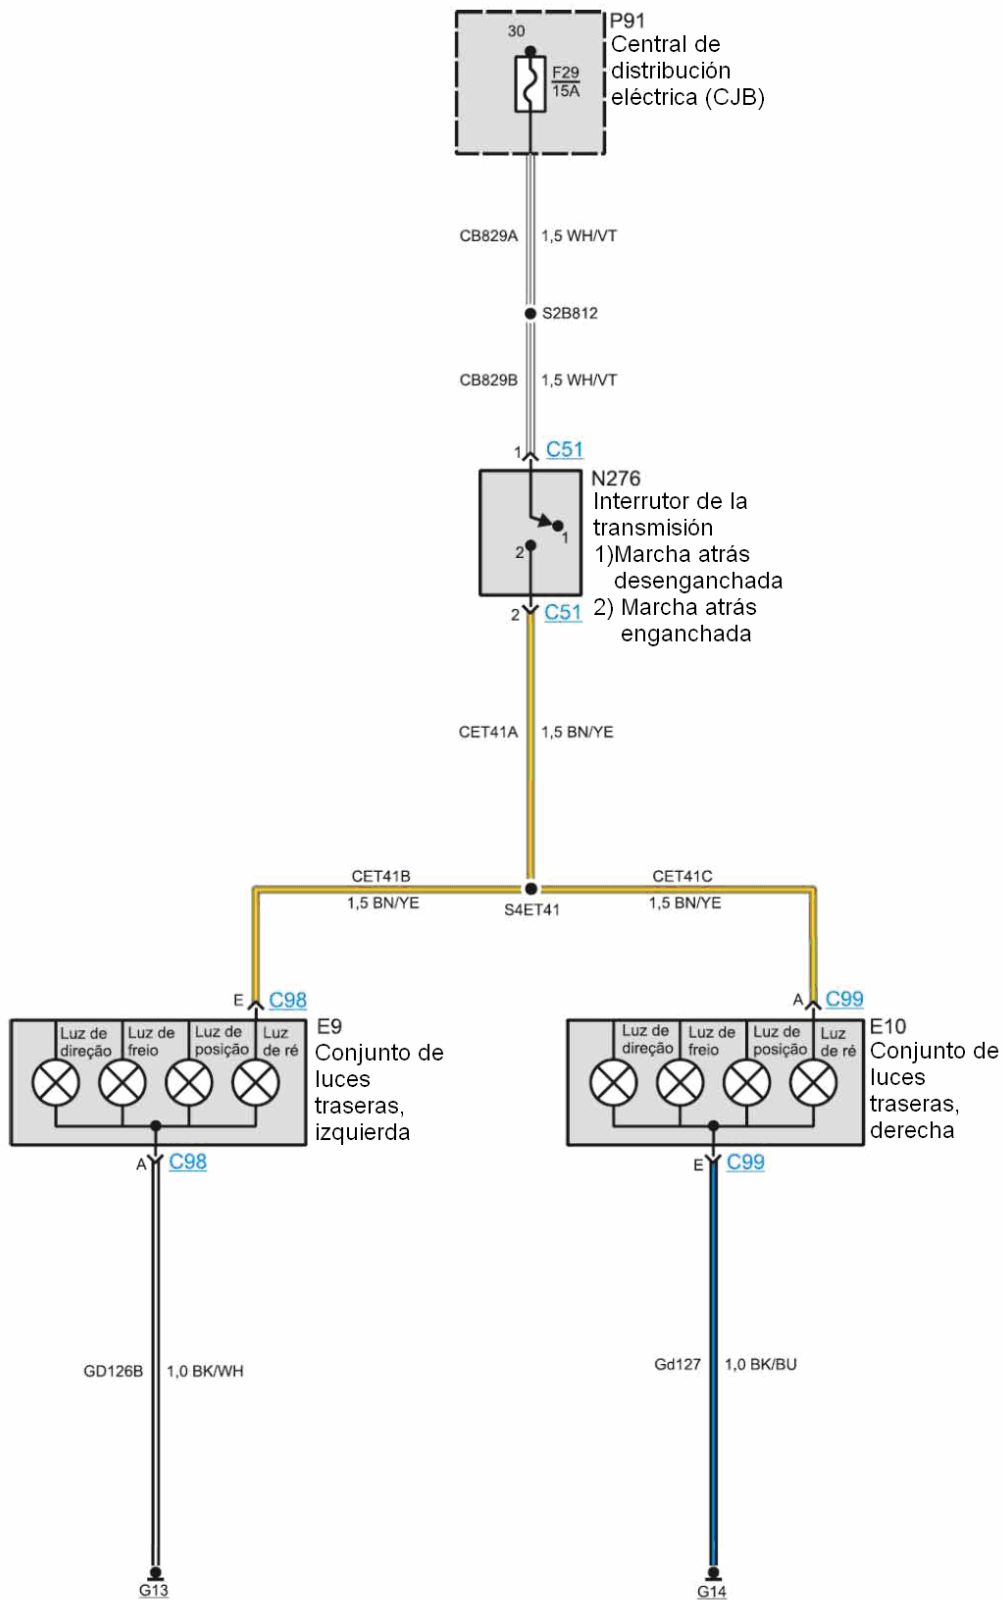 P91
Central de
distribución
eléctrica (CJB)
30
F29
15A
CB829A
1,5 WH/VT
S2B812
CB829B
1,5 WH/VT
1
C51
N276
Interrutor de la
transmisión
1)Marcha atrás
desenganchada
2) Marcha atrás
enganchada
1
2
2
C51
CET41A
1,5 BN/YE
CET41B
1,5 BN/YE
S4ET41
CET41C
1,5 BN/YE
E
C98
A
C99
Luz de
direção
Luz de
freio
Luz de
posição
Luz
de ré
E9
Conjunto de
luces
traseras,
izquierda
Luz de
direção
Luz de
freio
Luz de
posição
Luz
de ré
E10
Conjunto de
luces
traseras,
derecha
A
C98
E
C99
GD126B
1,0 BK/WH
Gd127
1,0 BK/BU
G13
G14